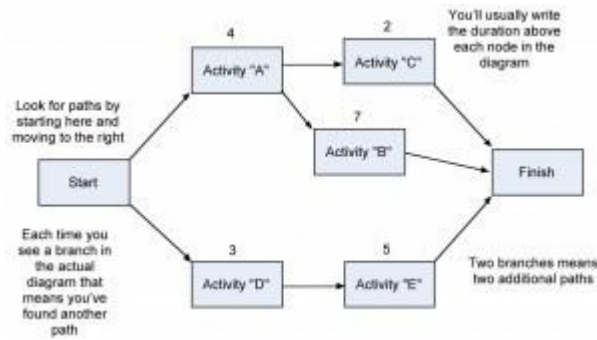 4
2
You'll usually write
the duration above
each node in the
diagram
Activity "A"
Activity "C"
Look for paths by
starting here and
moving to the right
7
Activity "B"
Start
Finish
Each time you
see a branch in
the actual
diagram that
means you've
found another
path
3
5
Activity "D"
Activity "E"
Two branches means
two additional paths